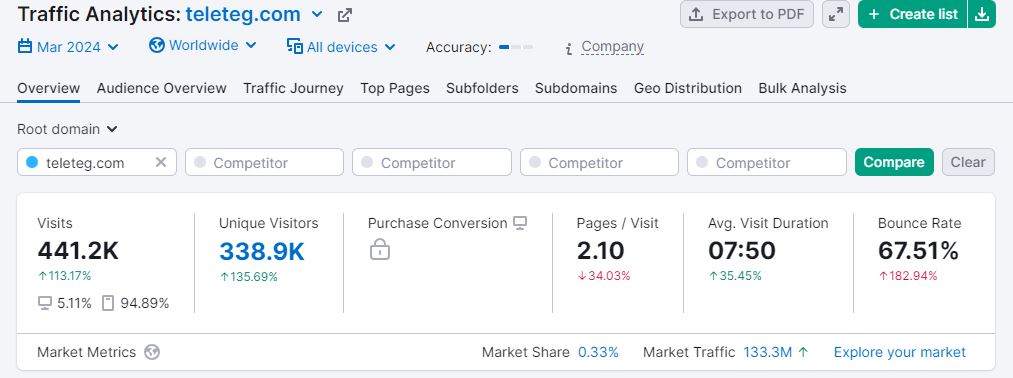 Traffic Analytics: teleteg.com
Export to PDF
+ Create list
Mar 2024
Worldwide
All devices
Accuracy:
i Company
Overview Audience Overview Traffic Journey Top Pages Subfolders Subdomains Geo Distribution Bulk Analysis
Root domain
teleteg.com × Competitor Competitor Competitor Competitor Compare Clear
Visits Unique Visitors Purchase Conversion Pages / Visit Avg. Visit Duration Bounce Rate
441.2K 338.9K 2.10 07:50 67.51%
↑113.17% ↑135.69% ↓34.03% ↑35.45% ↑182.94%
5.11% 94.89%
Market Metrics Market Share 0.33% Market Traffic 133.3M ↑ Explore your market